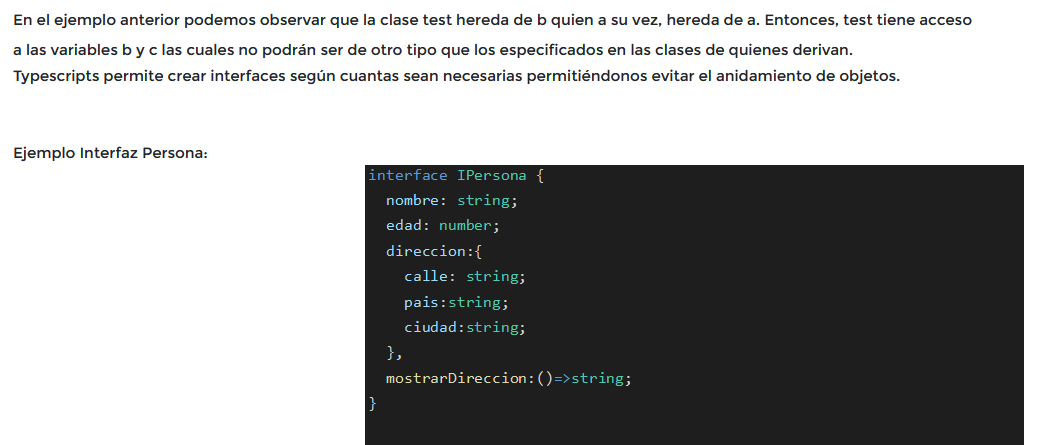 En el ejemplo anterior podemos observar que la clase test hereda de b quien a su vez, hereda de a. Entonces, test tiene acceso
a las variables b y c las cuales no podrán ser de otro tipo que los especificados en las clases de quienes derivan.
Typescripts permite crear interfaces según cuantas sean necesarias permitiéndonos evitar el anidamiento de objetos.
Ejemplo Interfaz Persona:
interface IPersona {
  nombre: string;
  edad: number;
  direccion:{
    calle: string;
    pais:string;
    ciudad:string;
  },
  mostrarDireccion:()=>string;
}